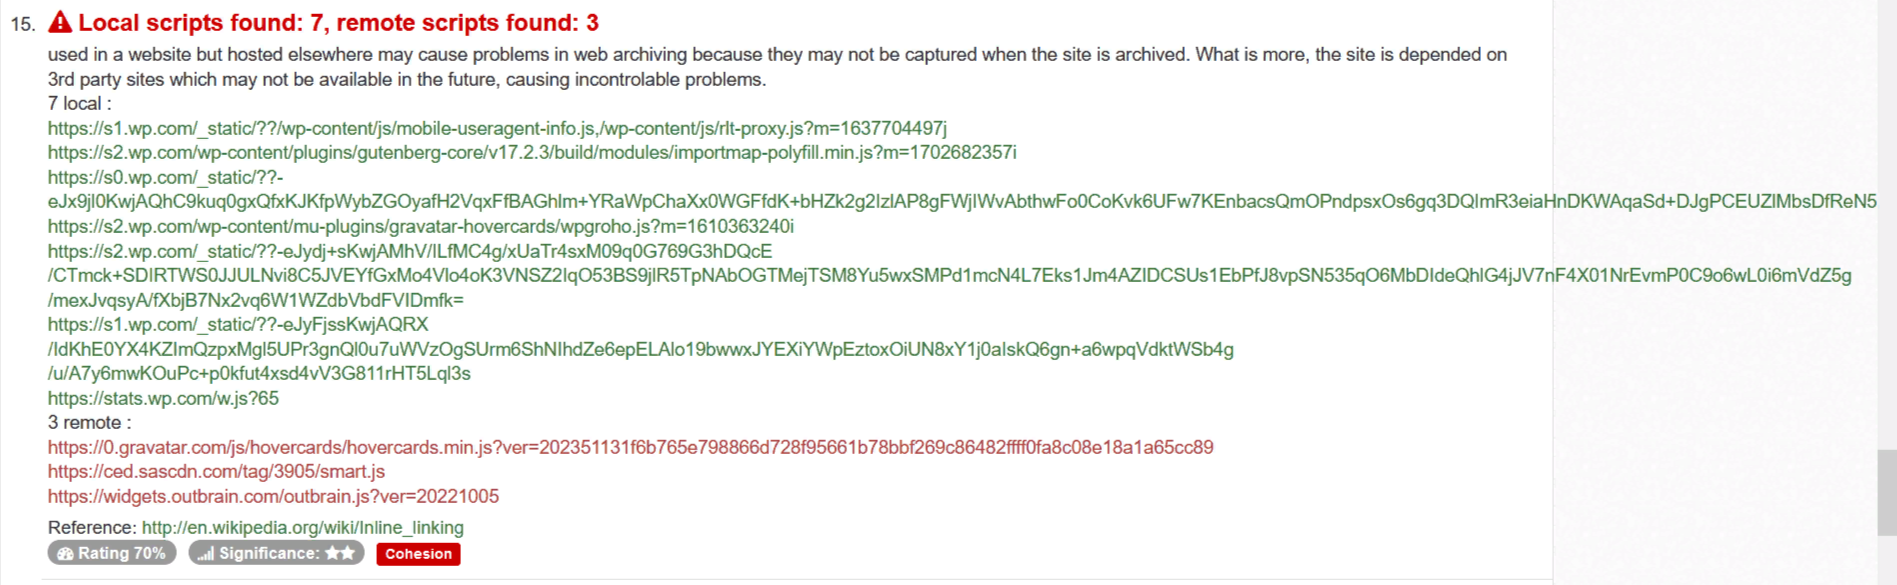 15. Local scripts found: 7, remote scripts found: 3
used in a website but hosted elsewhere may cause problems in web archiving because they may not be captured when the site is archived. What is more, the site is depended on
3rd party sites which may not be available in the future, causing incontrolable problems.
7 local :
https://s1.wp.com/_static/??/wp-content/js/mobile-useragent-info.js,/wp-content/js/rlt-proxy.js?m=1637704497j
https://s2.wp.com/wp-content/plugins/gutenberg-core/v17.2.3/build/modules/importmap-polyfill.min.js?m=1702682357i
https://s0.wp.com/_static/??-
eJx9jl0KwjAQhC9kuq0gxQfxKJKfpWybZGOyafH2VqxFfBAGhlm+YRaWpChaXx0WGFfdK+bHZk2g2IzIAP8gFWjIWvAbthwFo0CoKvk6UFw7KEnbacsQmOPndpsxOs6gq3DQImR3eiaHnDKWAqaSd+DJgPCEUZIMbsDfReN5
https://s2.wp.com/wp-content/mu-plugins/gravatar-hovercards/wpgroho.js?m=1610363240i
https://s2.wp.com/_static/??-eJydj+sKwjAMhV/ILfMC4g/xUaTr4sxM09q0G769G3hDQcE
/CTmck+SDIRTWS0JJULNvi8C5JVEYfGxMo4Vlo4oK3VNSZ2IqO53BS9jlR5TpNAbOGTMejTSM8Yu5wxSMPd1mcN4L7Eks1Jm4AZIDCSUs1EbPfJ8vpSN535qO6MbDIdeQhlG4jJV7nF4X01NrEvmP0C9o6wL0i6mVdZ5g
/mexJvqsyA/fXbjB7Nx2vq6W1WZdbVbdFVIDmfk=
https://s1.wp.com/_static/??-eJyFjssKwjAQRX
/IdKhE0YX4KZImQzpxMgl5UPr3gnQl0u7uWVzOgSUrm6ShNIhdZe6epELAlo19bwwxJYEXiYWpEztoxOiUN8xY1j0aIskQ6gn+a6wpqVdktWSb4g
/u/A7y6mwKOuPc+p0kfut4xsd4vV3G811rHT5Lql3s
https://stats.wp.com/w.js?65
3 remote :
https://0.gravatar.com/js/hovercards/hovercards.min.js?ver=202351131f6b765e798866d728f95661b78bbf269c86482ffff0fa8c08e18a1a65cc89
https://ced.sascdn.com/tag/3905/smart.js
https://widgets.outbrain.com/outbrain.js?ver=20221005
Reference: http://en.wikipedia.org/wiki/Inline_linking
Rating 70% Significance: Cohesion